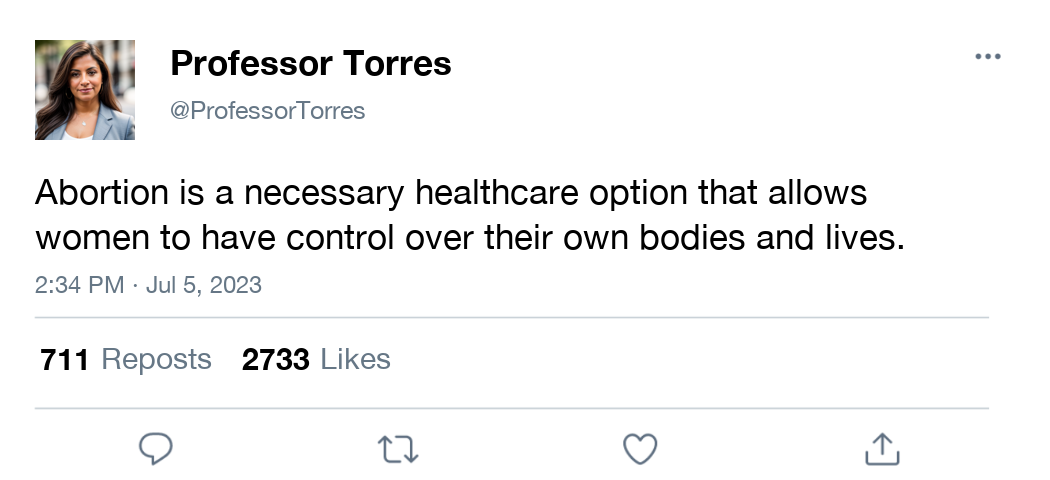 Professor Torres
@ProfessorTorres
Abortion is a necessary healthcare option that allows
women to have control over their own bodies and lives.
2:34 PM · Jul 5, 2023
711 Reposts 2733 Likes